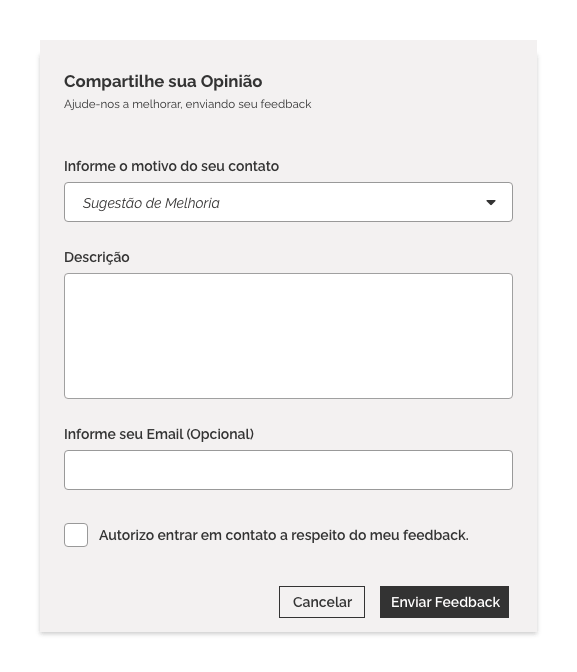 Compartilhe sua Opinião
Ajude-nos a melhorar, enviando seu feedback
Informe o motivo do seu contato
Sugestão de Melhoria
Descrição
Informe seu Email (Opcional)
Autorizo entrar em contato a respeito do meu feedback.
Cancelar
Enviar Feedback